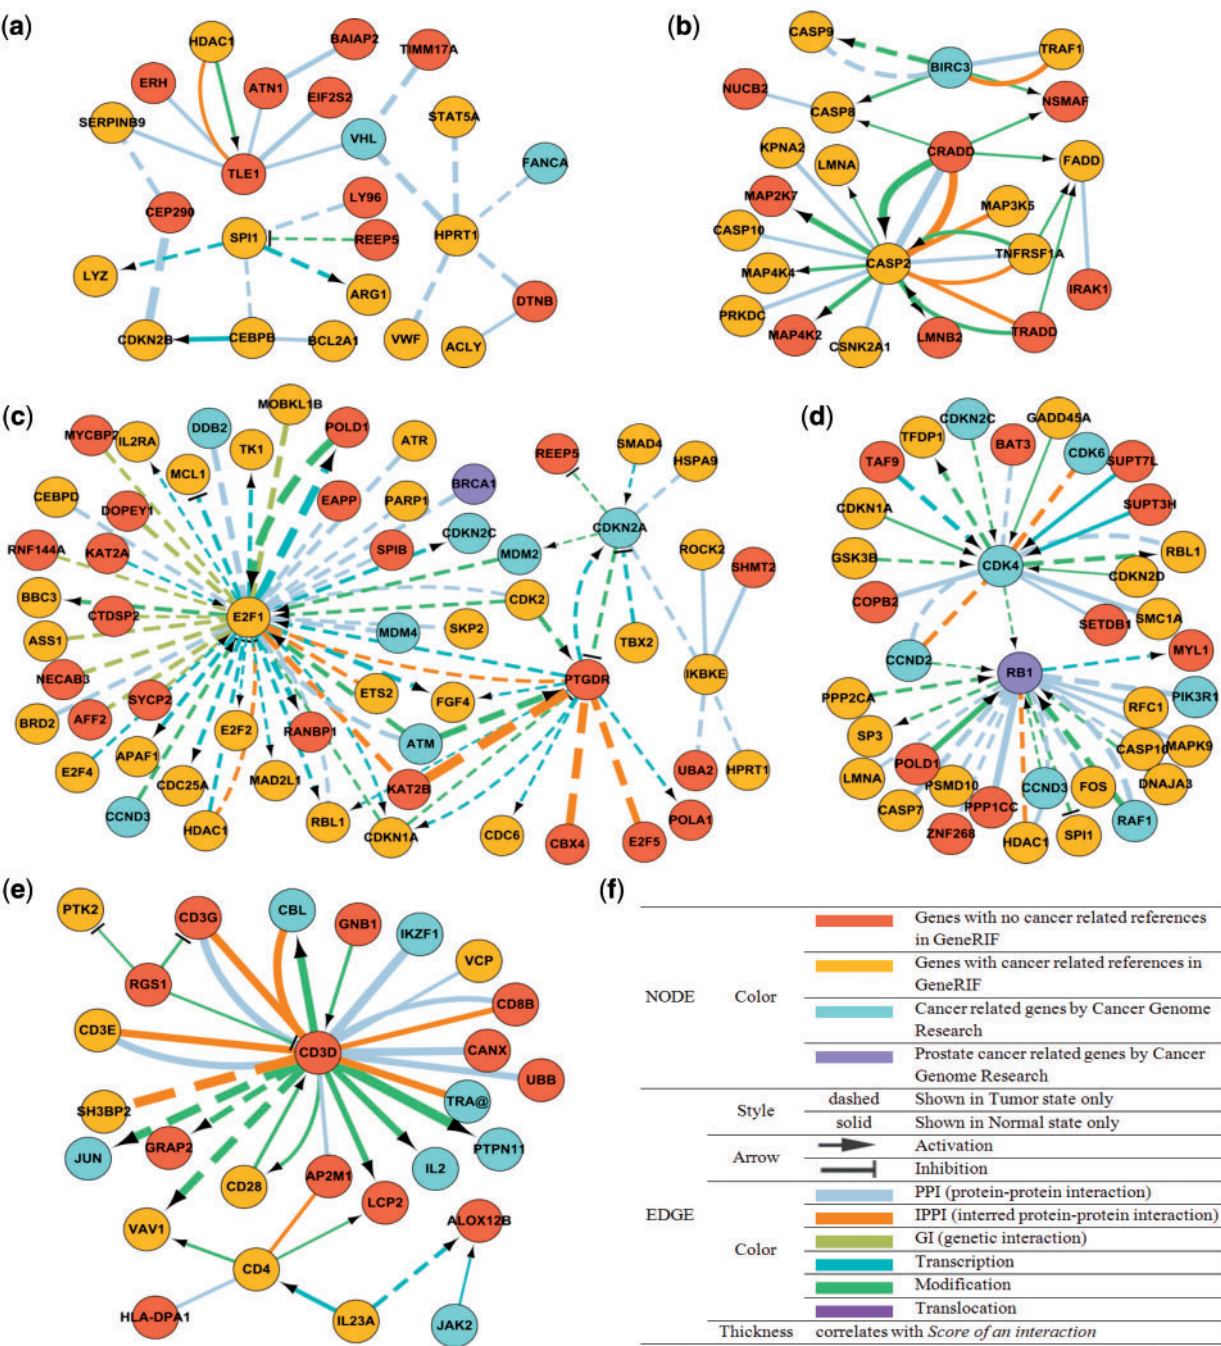 (a)
HDAC1
BAIAP2
TIMM17A
ERH
ATN1
EIF2S2
SERPINB9
STAT5A
VHL
FANCA
TLE1
LY96
CEP290
SPI1
REEP5
HPRT1
LYZ
ARG1
DTNB
CDKN2B
CEBPB
BCL2A1
VWF
ACLY
(b)
CASP9
TRAF1
BIRC3
NUCB2
NSMAF
CASP8
KPNA2
LMNA
CRADD
FADD
MAP2K7
MAP3K5
CASP10
TNFRSF1A
CASP2
MAP4K4
IRAK1
PRKDC
MAP4K2
CSNK2A1
LMNB2
TRADD
(c)
MOBKL1B
MYCBP2
IL2RA
DDB2
TK1
POLD1
ATR
REEP5
SMAD4
HSPA9
MCL1
CEBPD
EAPP
PARP1
BRCA1
DOPEY1
CDKN2C
CDKN2A
RNF144A
KAT2A
SPIB
MDM2
ROCK2
SHMT2
BBC3
CTDSP2
E2F1
CDK2
ASS1
MDM4
SKP2
TBX2
NECAB3
SYCP2
ETS2
FGF4
PTGDR
IKBKE
BRD2
AFF2
E2F2
RANBP1
ATM
APAF1
E2F4
CDC25A
MAD2L1
KAT2B
UBA2
HPRT1
CCND3
HDAC1
RBL1
CDKN1A
CDC6
CBX4
E2F5
POLA1
(d)
CDKN2C
GADD45A
TFDP1
BAT3
CDK6
TAF9
SUPT7L
CDKN1A
SUPT3H
GSK3B
CDK4
RBL1
CDKN2D
COPB2
SETDB1
SMC1A
CCND2
RB1
MYL1
PPP2CA
PIK3R1
RFC1
SP3
CASP10
MAPK9
LMNA
POLD1
PSMD10
CCND3
FOS
DNAJA3
CASP7
PPP1CC
ZNF268
HDAC1
SPI1
RAF1
(e)
PTK2
CD3G
CBL
GNB1
IKZF1
VCP
RGS1
CD8B
CD3E
CD3D
CANX
UBB
SH3BP2
TRA@
JUN
GRAP2
PTPN11
IL2
CD28
AP2M1
LCP2
VAV1
ALOX12B
CD4
HLA-DPA1
IL23A
JAK2
(f)
NODE
Color
Genes with no cancer related references
in GeneRIF
Genes with cancer related references in
GeneRIF
Cancer related genes by Cancer Genome
Research
Prostate cancer related genes by Cancer
Genome Research
EDGE
Style
dashed Shown in Tumor state only
solid Shown in Normal state only
Arrow
Activation
Inhibition
Color
PPI (protein-protein interaction)
IPPI (interred protein-protein interaction)
GI (genetic interaction)
Transcription
Modification
Translocation
Thickness correlates with Score of an interaction